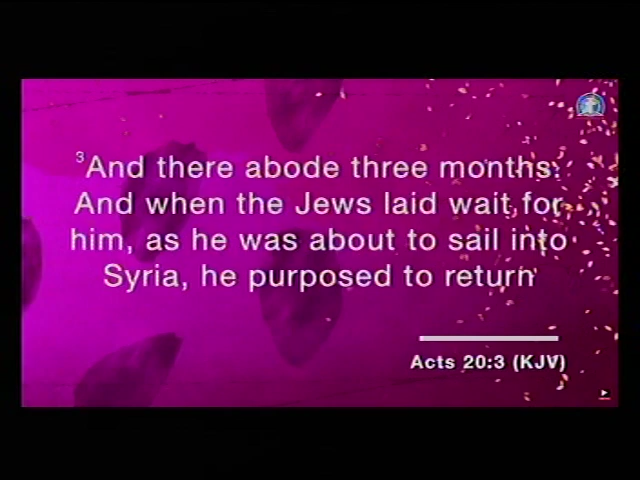 ³And there abode three months.
And when the Jews laid wait for
him, as he was about to sail into
Syria, he purposed to return
Acts 20:3 (KJV)